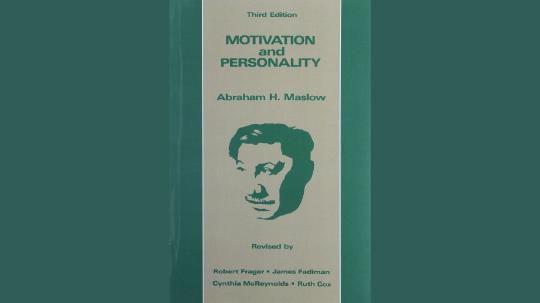 Third Edition
MOTIVATION
and
PERSONALITY
Abraham H. Maslow
Revised by
Robert Frager • James Fadiman
Cynthia McReynolds • Ruth Cox